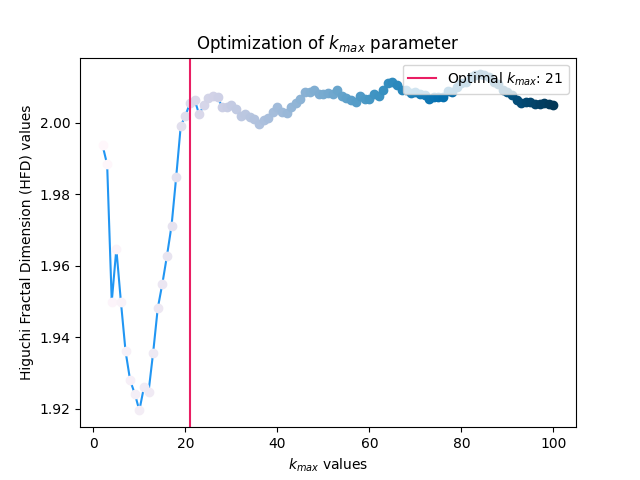 Optimization of k_max parameter
Optimal k_max: 21
Higuchi Fractal Dimension (HFD) values
2.00
1.98
1.96
1.94
1.92
0
20
40
60
80
100
k_max values